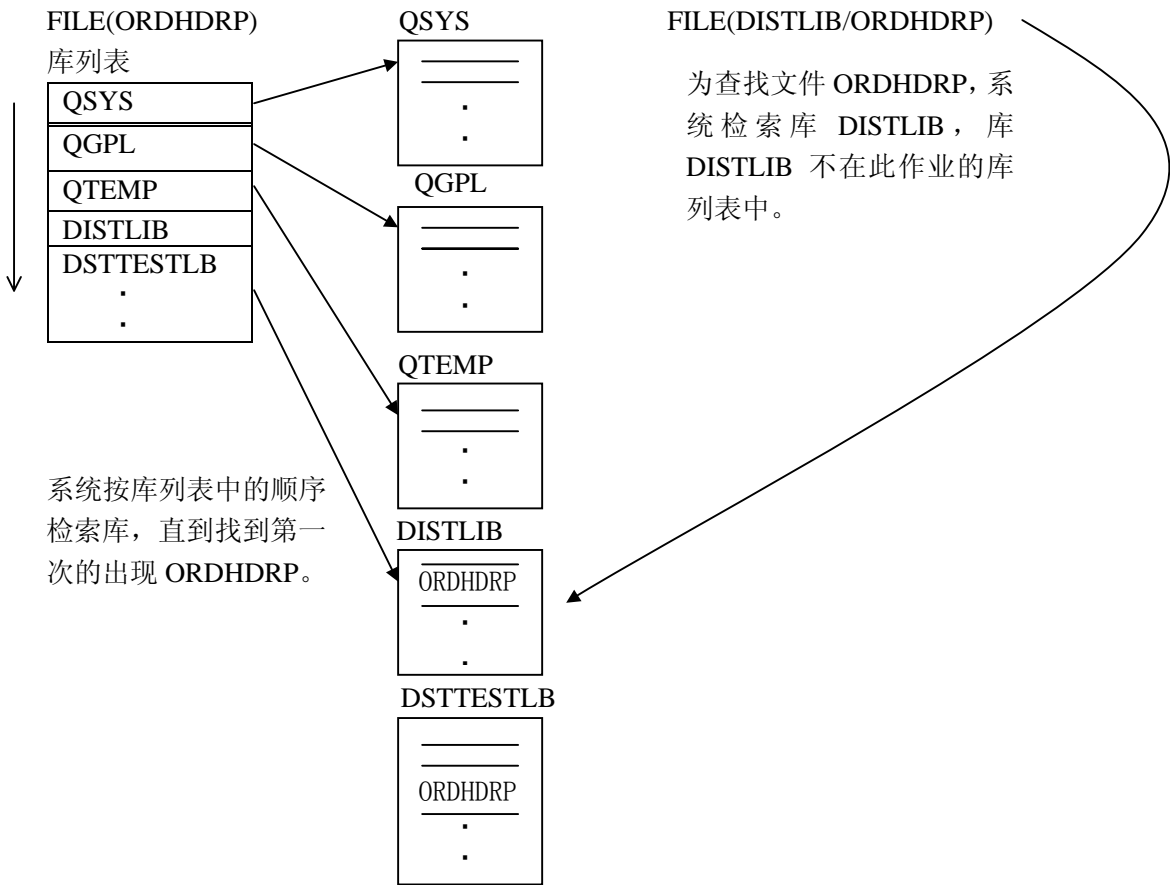 FILE(ORDHDRP)
库列表
QSYS
QGPL
QTEMP
DISTLIB
DSTTESTLB
系统按库列表中的顺序
检索库，直到找到第一
次的出现 ORDHDRP。
QSYS
QGPL
QTEMP
DISTLIB
ORDHDRP
DSTTESTLB
ORDHDRP
FILE(DISTLIB/ORDHDRP)
为查找文件 ORDHDRP，系
统检索库 DISTLIB，库
DISTLIB 不在此作业的库
列表中。